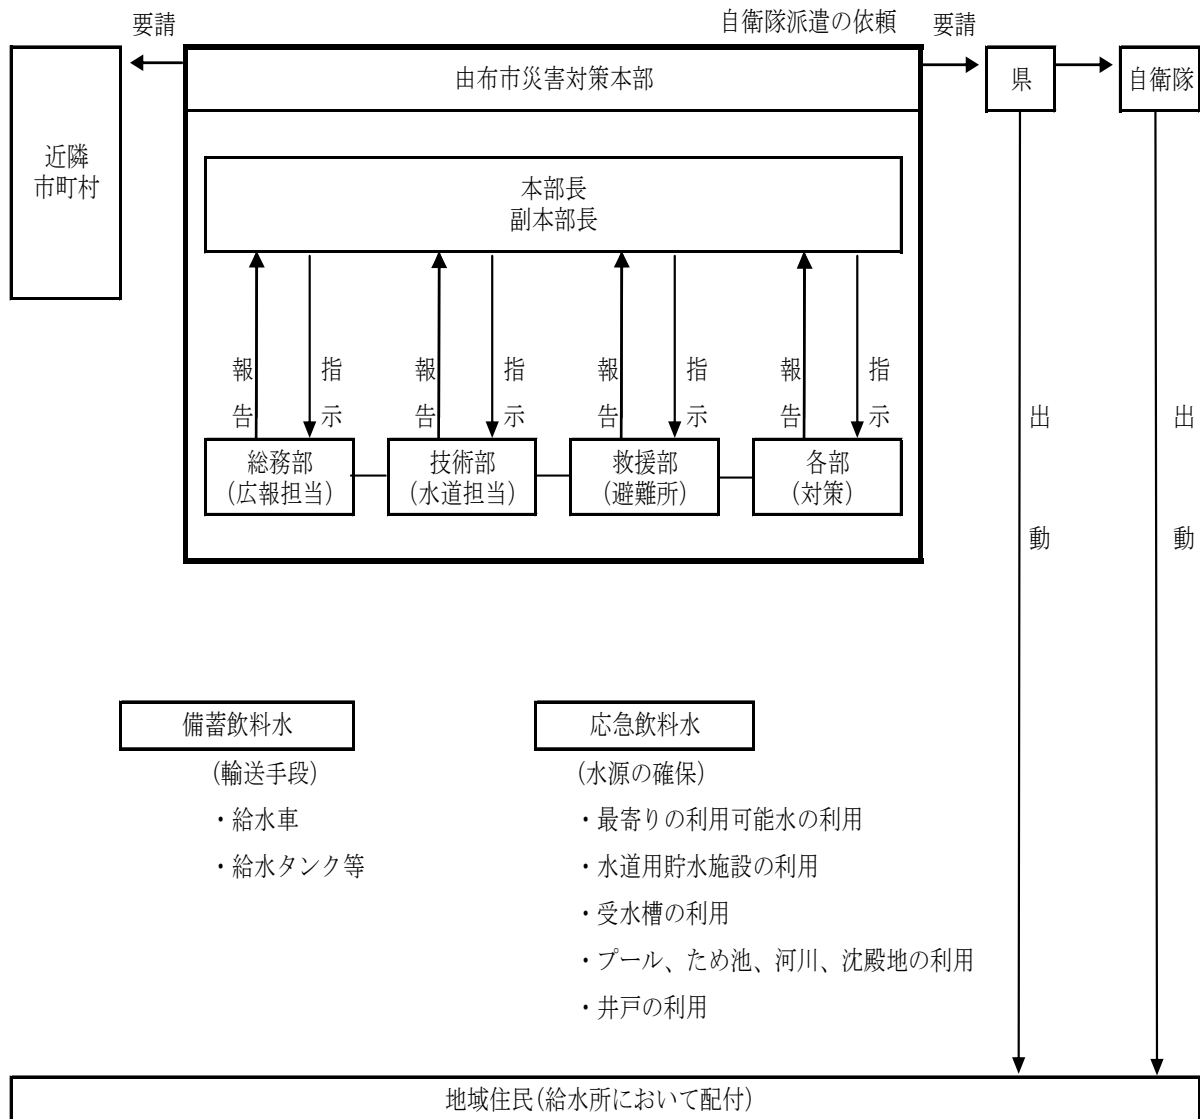 要請
自衛隊派遣の依頼
要請
由布市災害対策本部
県
自衛隊
近隣
市町村
本部長
副本部長
報告
指示
報告
指示
報告
指示
報告
指示
総務部
(広報担当)
技術部
(水道担当)
救援部
(避難所)
各部
(対策)
出動
出動
備蓄飲料水
(輸送手段)
・給水車
・給水タンク等
応急飲料水
(水源の確保)
・最寄りの利用可能水の利用
・水道用貯水施設の利用
・受水槽の利用
・プール、ため池、河川、沈殿地の利用
・井戸の利用
地域住民(給水所において配付)